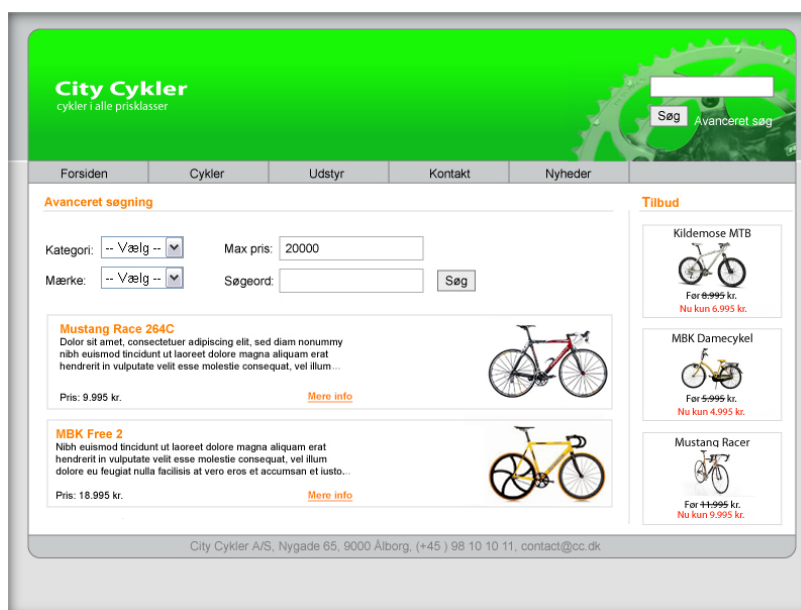 City Cykler
cykler i alle prisklasser
Søg Avanceret søg
Forsiden Cykler Udstyr Kontakt Nyheder
Avanceret søgning
Kategori: -- Vælg -- Max pris: 20000
Mærke: -- Vælg -- Søgeord: Søg
Mustang Race 264C
Dolor sit amet, consectetuer adipiscing elit, sed diam nonummy
nibh euismod tincidunt ut laoreet dolore magna aliquam erat
hendrerit in vulputate velit esse molestie consequat, vel illum...
Pris: 9.995 kr. Mere info
MBK Free 2
Nibh euismod tincidunt ut laoreet dolore magna aliquam erat
hendrerit in vulputate velit esse molestie consequat, vel illum
dolore eu feugiat nulla facilisis at vero eros et accumsan et iusto...
Pris: 18.995 kr. Mere info
Tilbud
Kildemose MTB
Før 8.995 kr.
Nu kun 6.995 kr.
MBK Damecykel
Før 5.995 kr.
Nu kun 4.995 kr.
Mustang Racer
Før 11.995 kr.
Nu kun 9.995 kr.
City Cykler A/S, Nygade 65, 9000 Ålborg, (+45 ) 98 10 10 11, contact@cc.dk